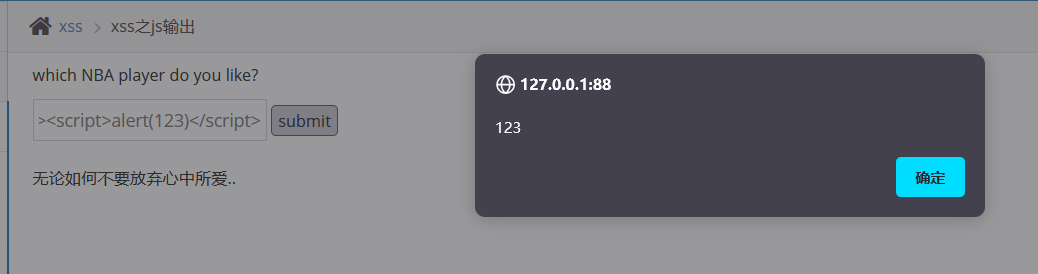 xss > xss之js输出
which NBA player do you like?
><script>alert(123)</script>
submit
无论如何不要放弃心中所爱..
127.0.0.1:88
123
确定